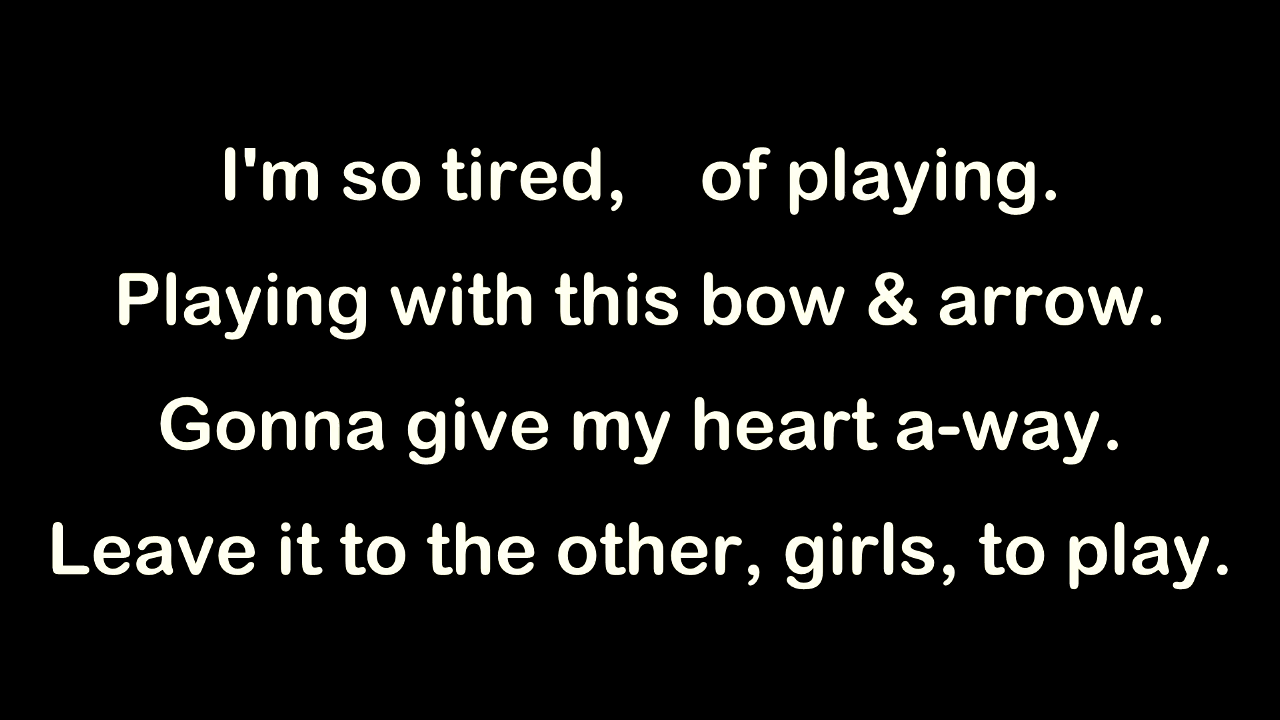 I'm so tired,    of playing.
Playing with this bow & arrow.
Gonna give my heart a-way.
Leave it to the other, girls, to play.